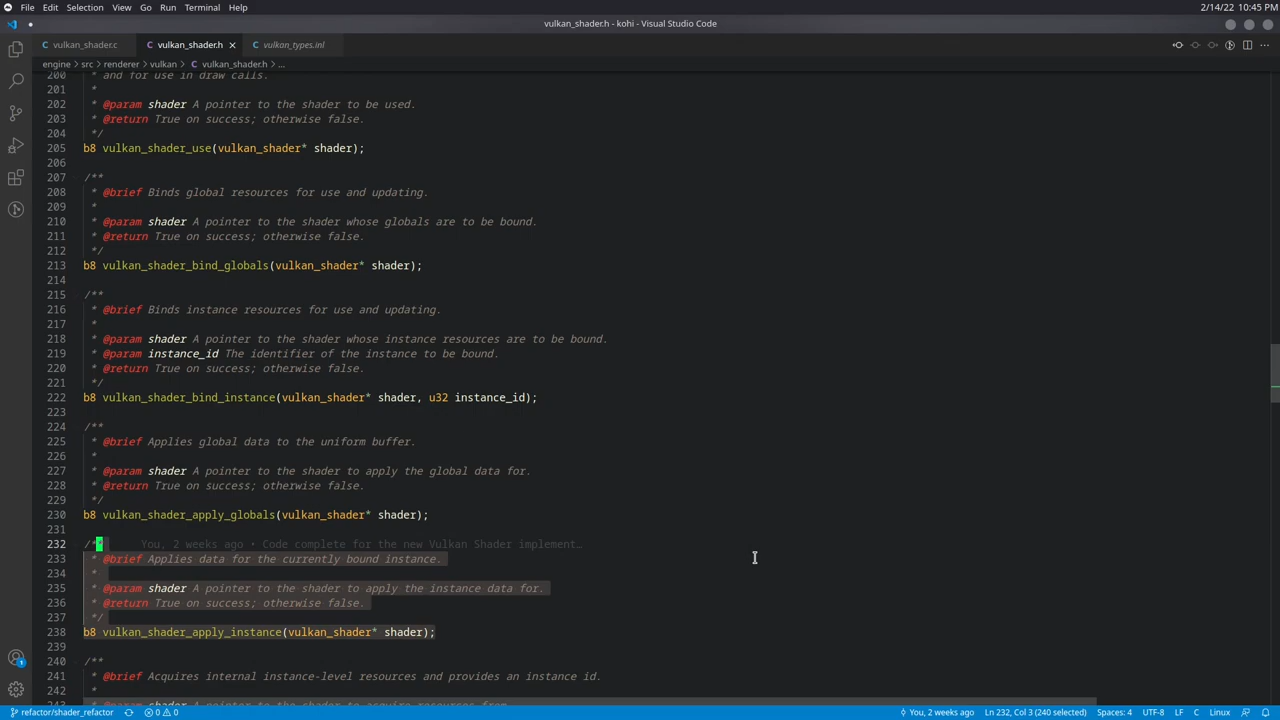 File Edit Selection View Go Run Terminal Help 2/14/22 10:45 PM
vulkan_shader.h - kohi - Visual Studio Code
vulkan_shader.c vulkan_shader.h vulkan_types.inl
engine > src > renderer > vulkan > vulkan_shader.h > ...
200 * and for use in draw calls.
201 *
202 * @param shader A pointer to the shader to be used.
203 * @return True on success; otherwise false.
204 */
205 b8 vulkan_shader_use(vulkan_shader* shader);
206
207 /**
208 * @brief Binds global resources for use and updating.
209 *
210 * @param shader A pointer to the shader whose globals are to be bound.
211 * @return True on success; otherwise false.
212 */
213 b8 vulkan_shader_bind_globals(vulkan_shader* shader);
214
215 /**
216 * @brief Binds instance resources for use and updating.
217 *
218 * @param shader A pointer to the shader whose instance resources are to be bound.
219 * @param instance_id The identifier of the instance to be bound.
220 * @return True on success; otherwise false.
221 */
222 b8 vulkan_shader_bind_instance(vulkan_shader* shader, u32 instance_id);
223
224 /**
225 * @brief Applies global data to the uniform buffer.
226 *
227 * @param shader A pointer to the shader to apply the global data for.
228 * @return True on success; otherwise false.
229 */
230 b8 vulkan_shader_apply_globals(vulkan_shader* shader);
231
232 /** You, 2 weeks ago • Code complete for the new Vulkan Shader implement…
233 * @brief Applies data for the currently bound instance.
234 *
235 * @param shader A pointer to the shader to apply the instance data for.
236 * @return True on success; otherwise false.
237 */
238 b8 vulkan_shader_apply_instance(vulkan_shader* shader);
239
240 /**
241 * @brief Acquires internal instance-level resources and provides an instance id.
242 *
243 * @param shader A pointer to the shader to acquire resources from.
refactor/shader_refactor 0 0 You, 2 weeks ago Ln 232, Col 3 (240 selected) Spaces: 4 UTF-8 LF C Linux